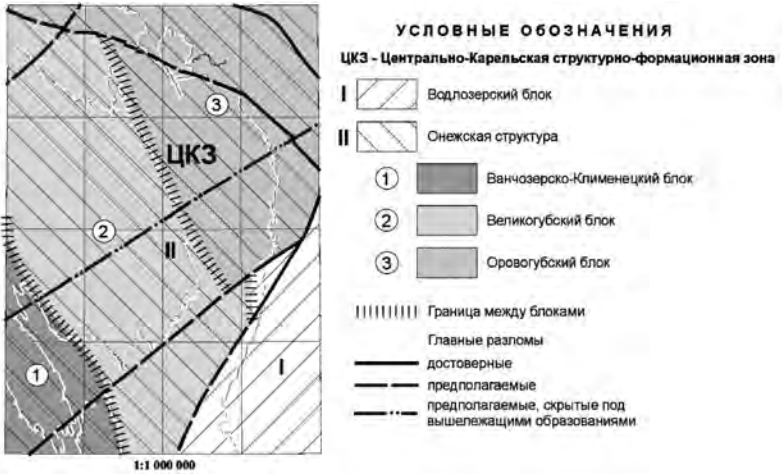 УСЛОВНЫЕ ОБОЗНАЧЕНИЯ
ЦКЗ - Центрально-Карельская структурно-формационная зона
I Водлозерский блок
II Онежская структура
1 Ванчозерско-Клименецкий блок
2 Великогубский блок
3 Оровогубский блок
Граница между блоками
Главные разломы
достоверные
предполагаемые
предполагаемые, скрытые под
вышележащими образованиями
3
ЦКЗ
2
II
1
I
1:1 000 000